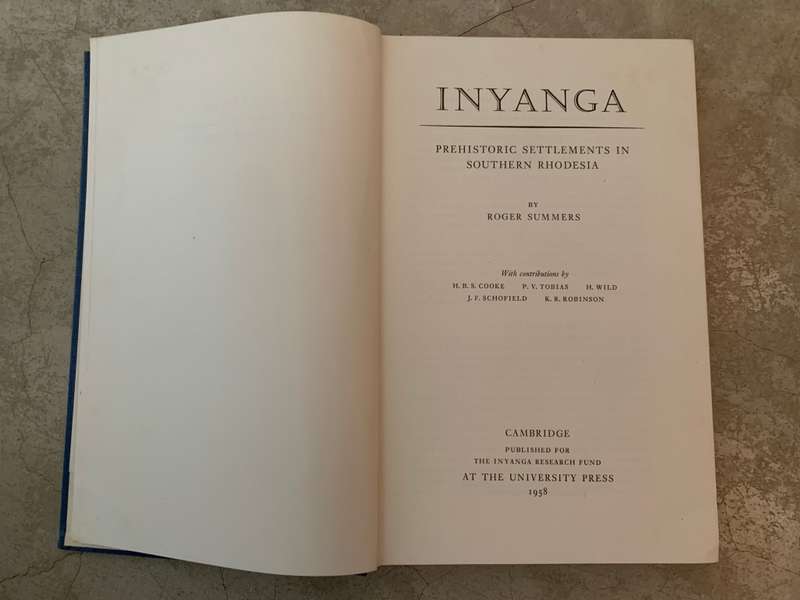 INYANGA
PREHISTORIC SETTLEMENTS IN
SOUTHERN RHODESIA
BY
ROGER SUMMERS
With contributions by
H. B. S. COOKE P. V. TOBIAS H. WILD
J. F. SCHOFIELD K. R. ROBINSON
CAMBRIDGE
PUBLISHED FOR
THE INYANGA RESEARCH FUND
AT THE UNIVERSITY PRESS
1958